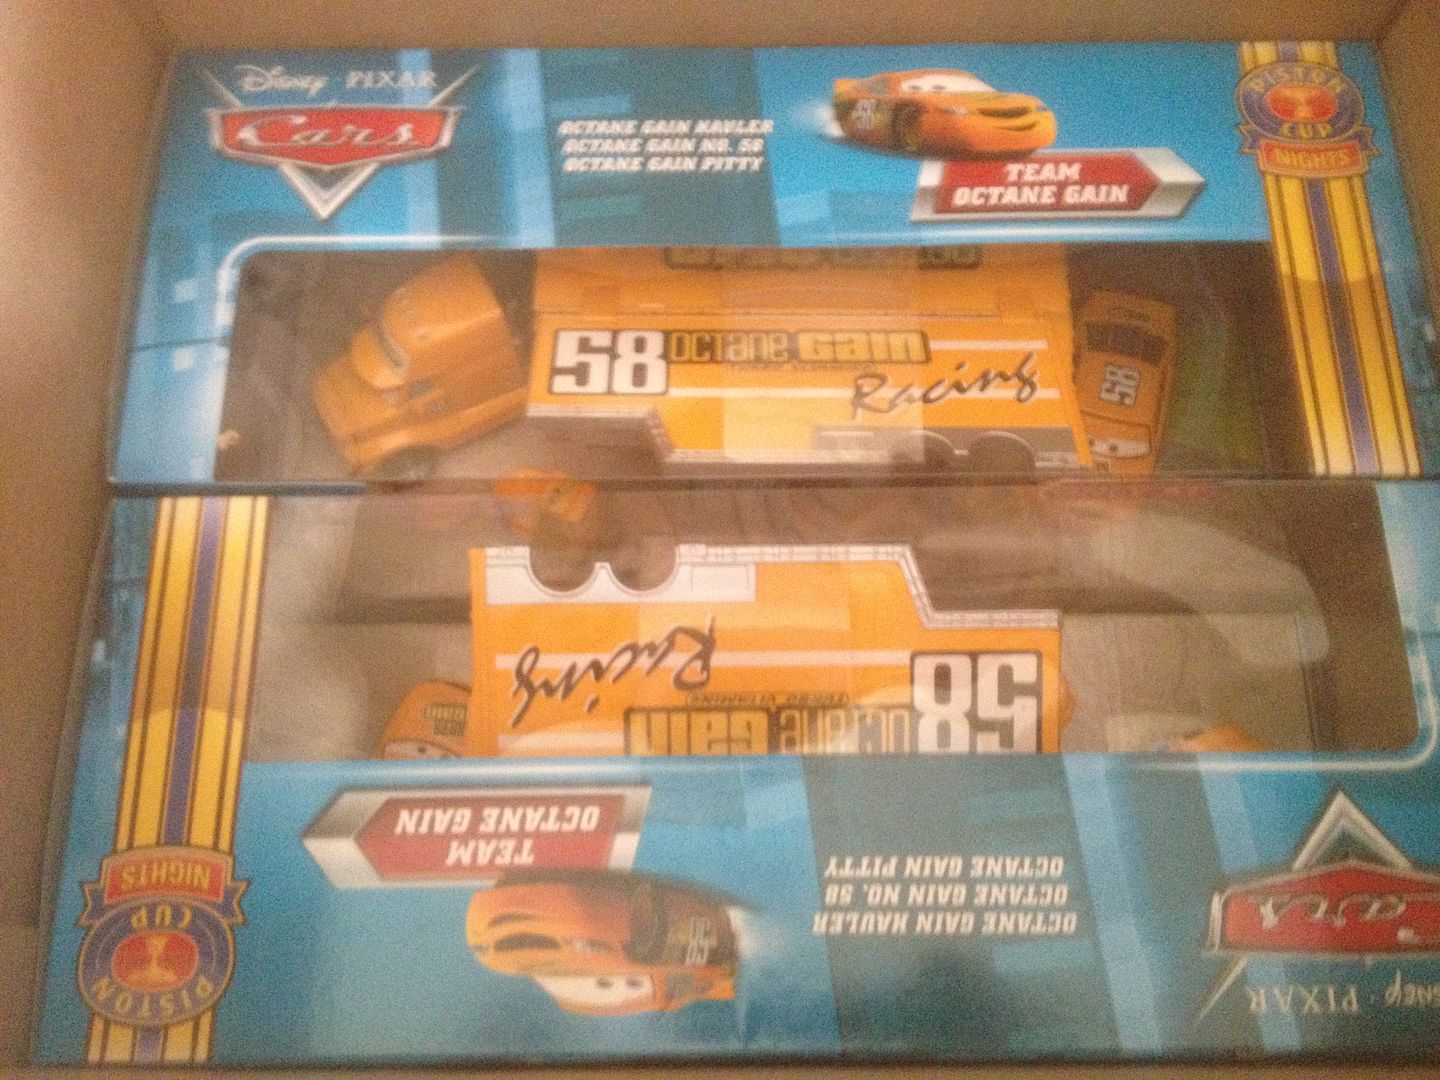 Disney · PIXAR
Cars
OCTANE GAIN HAULER
OCTANE GAIN NO. 58
OCTANE GAIN PITTY
58
TEAM
OCTANE GAIN
PISTON
CUP
NIGHTS
58 OCTANE GAIN
Racing
58
Racing
58 OCTANE GAIN
TEAM
OCTANE GAIN
OCTANE GAIN HAULER
OCTANE GAIN NO. 58
OCTANE GAIN PITTY
58
PISTON
CUP
NIGHTS
PIXAR